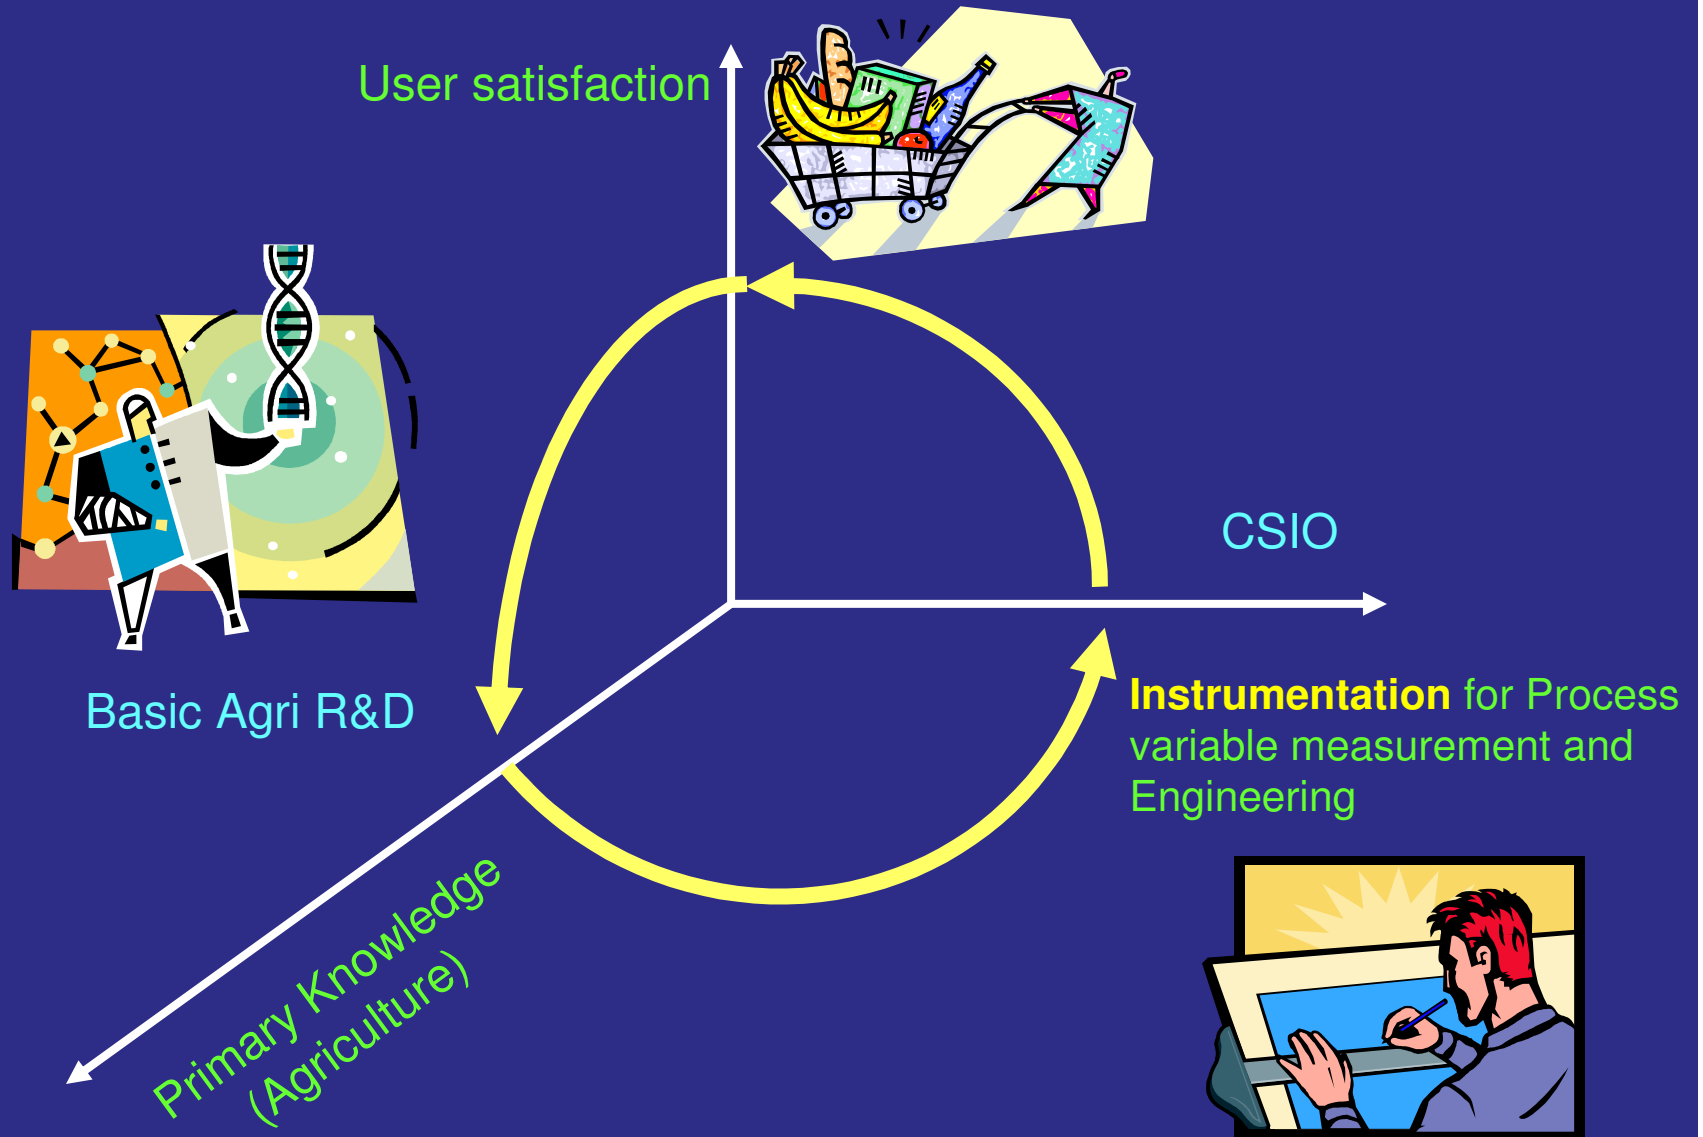 User satisfaction
CSIO
Basic Agri R&D
Instrumentation for Process
variable measurement and
Engineering
Primary Knowledge
(Agriculture)